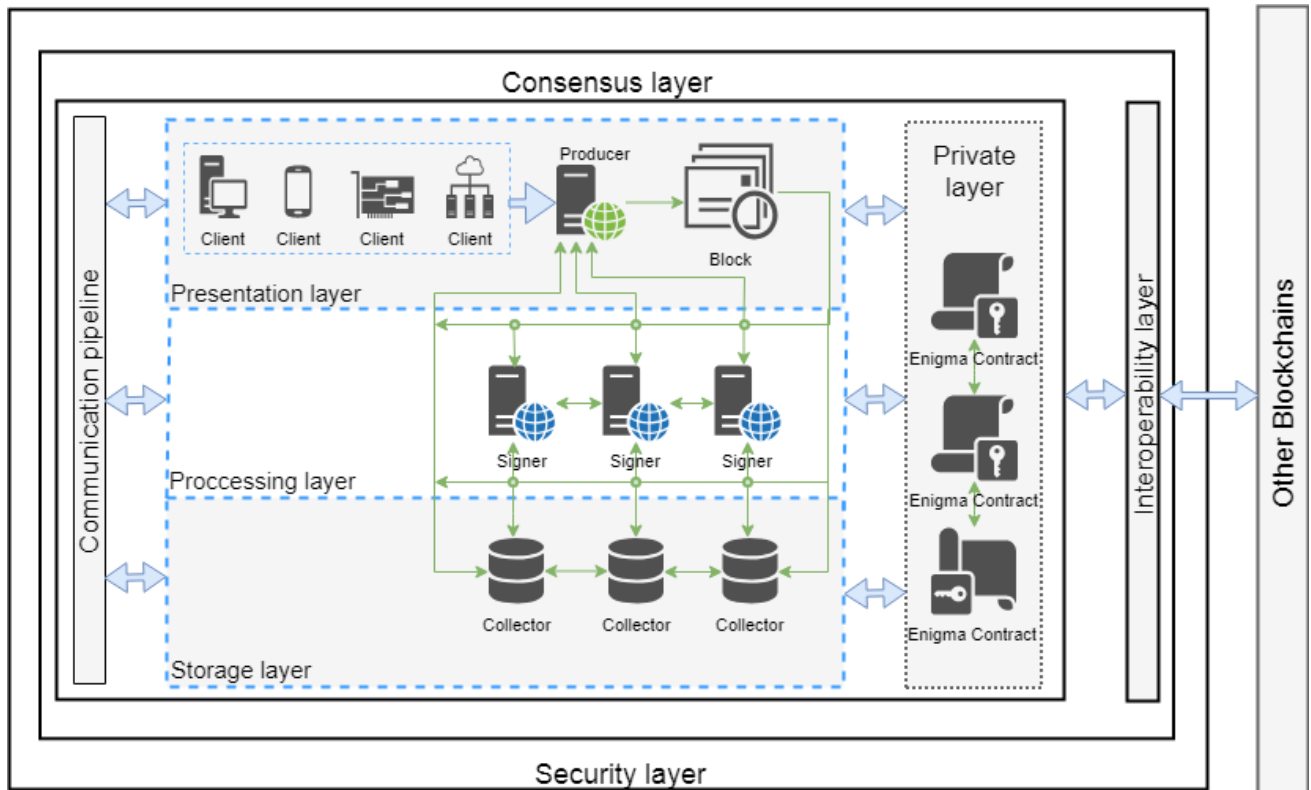 Consensus layer
Communication pipeline
Client
Client
Client
Client
Producer
Block
Presentation layer
Signer
Signer
Signer
Proccessing layer
Collector
Collector
Collector
Storage layer
Private
layer
Enigma Contract
Enigma Contract
Enigma Contract
Interoperability layer
Other Blockchains
Security layer